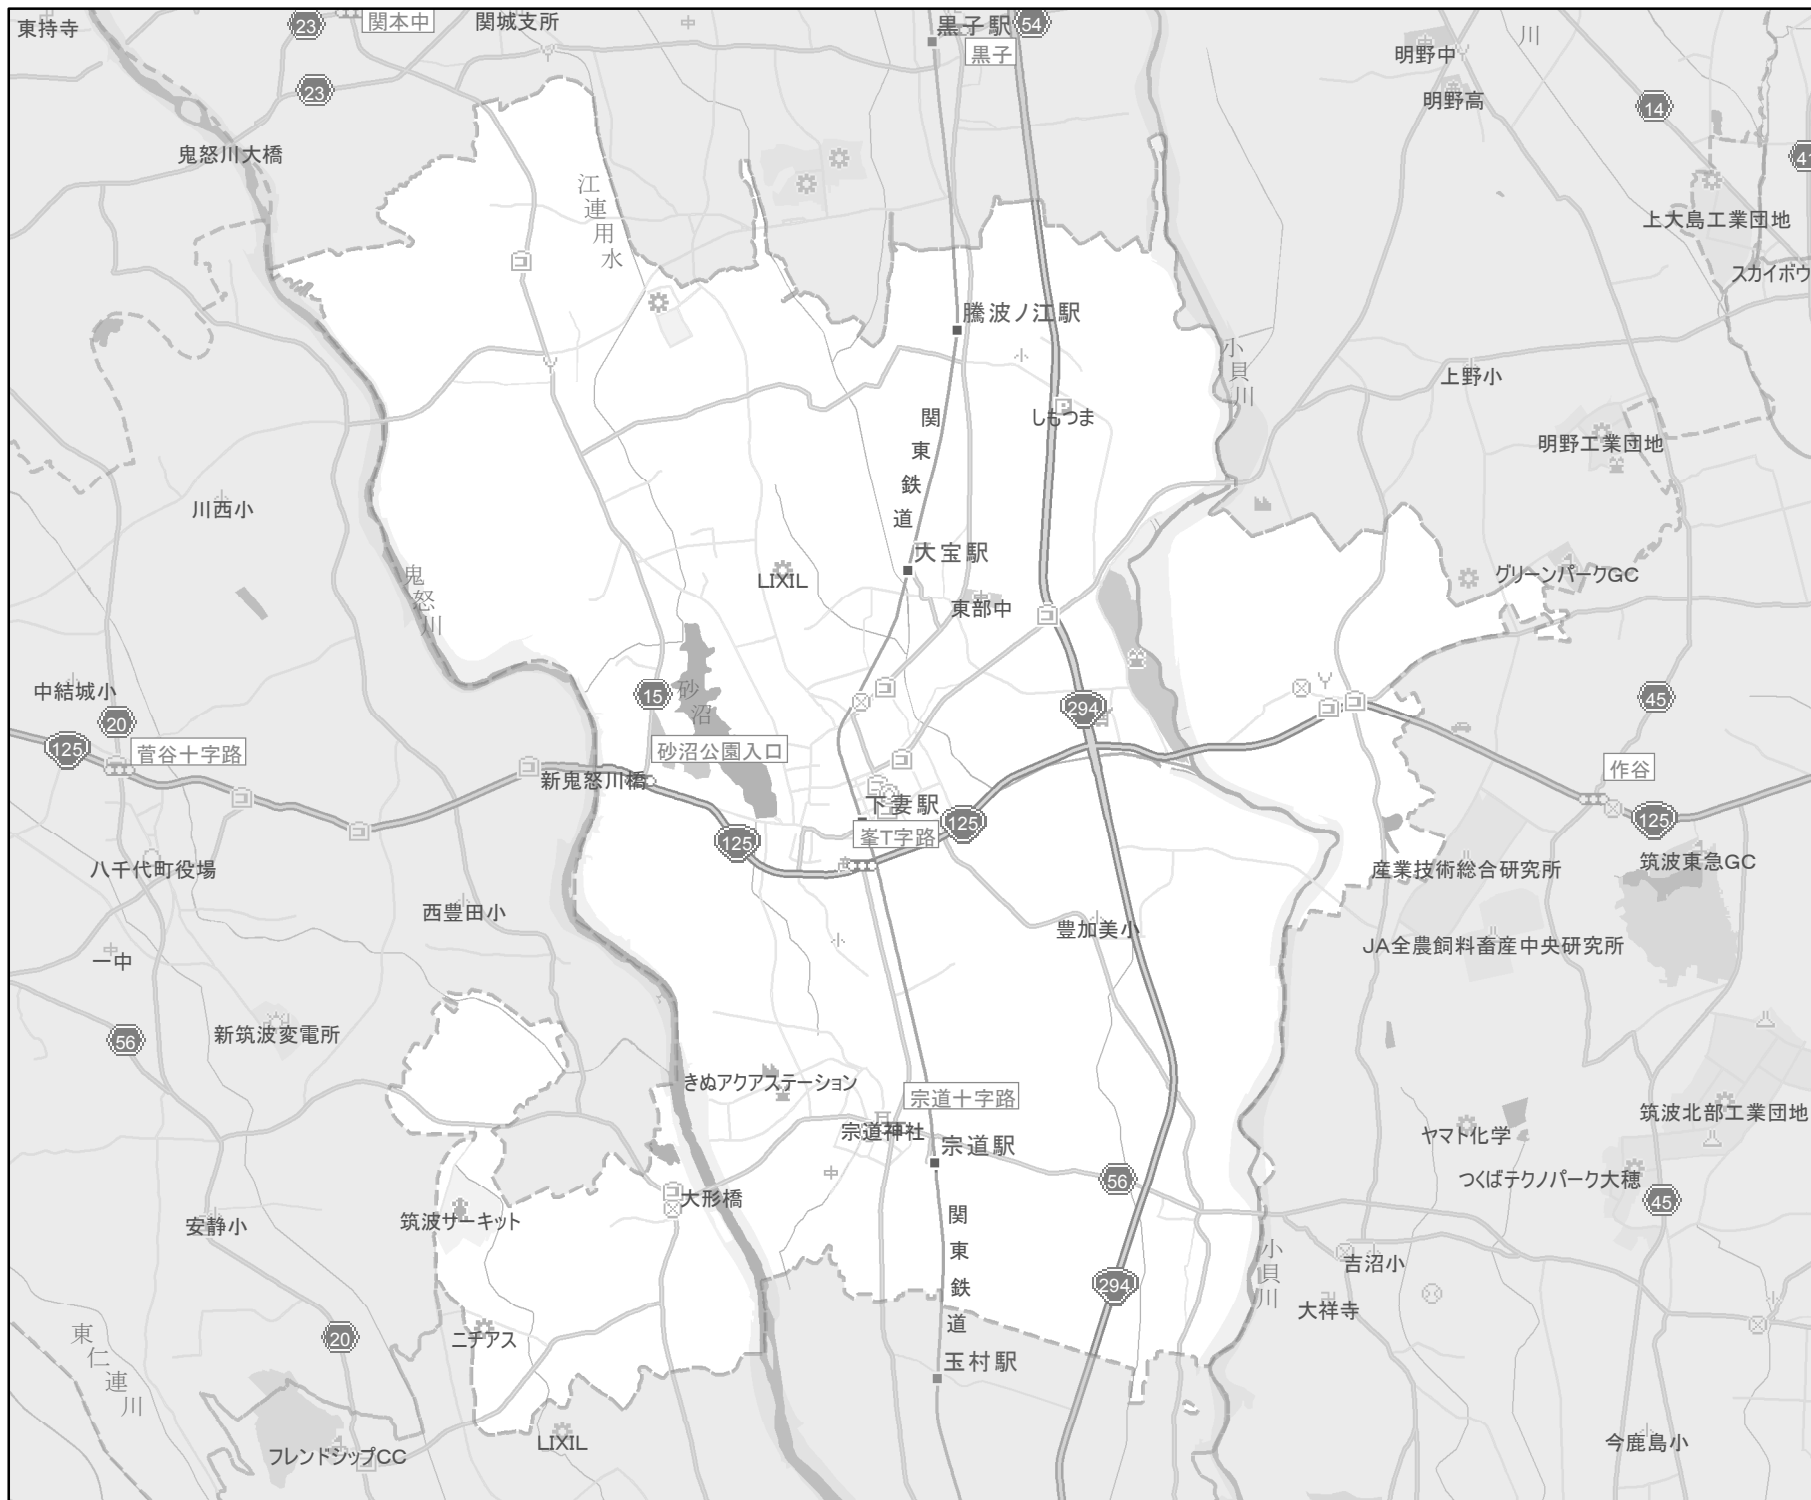 東持寺
23
関本中
関城支所
黒子駅
54
黒子
明野中
川
23
明野高
14
鬼怒川大橋
41
江連用水
上大島工業団地
スカイボウ
騰波ノ江駅
小貝川
上野小
関東鉄道
しもつま
明野工業団地
川西小
大宝駅
LIXIL
東部中
グリーンパークGC
鬼怒川
中結城小
15
砂沼
294
45
20
125
菅谷十字路
砂沼公園入口
新鬼怒川橋
作谷
下妻駅
125
125
125
峯T字路
八千代町役場
産業技術総合研究所
筑波東急GC
西豊田小
豊加美小
一中
JA全農飼料畜産中央研究所
新筑波変電所
56
きぬアクアステーション
宗道十字路
筑波北部工業団地
宗道神社
宗道駅
ヤマト化学
56
つくばテクノパーク大穂
45
大形橋
筑波サーキット
安静小
関東鉄道
小貝川
吉沼小
294
大祥寺
東仁連川
20
ニチアス
玉村駅
LIXIL
フレンドシップCC
今鹿島小